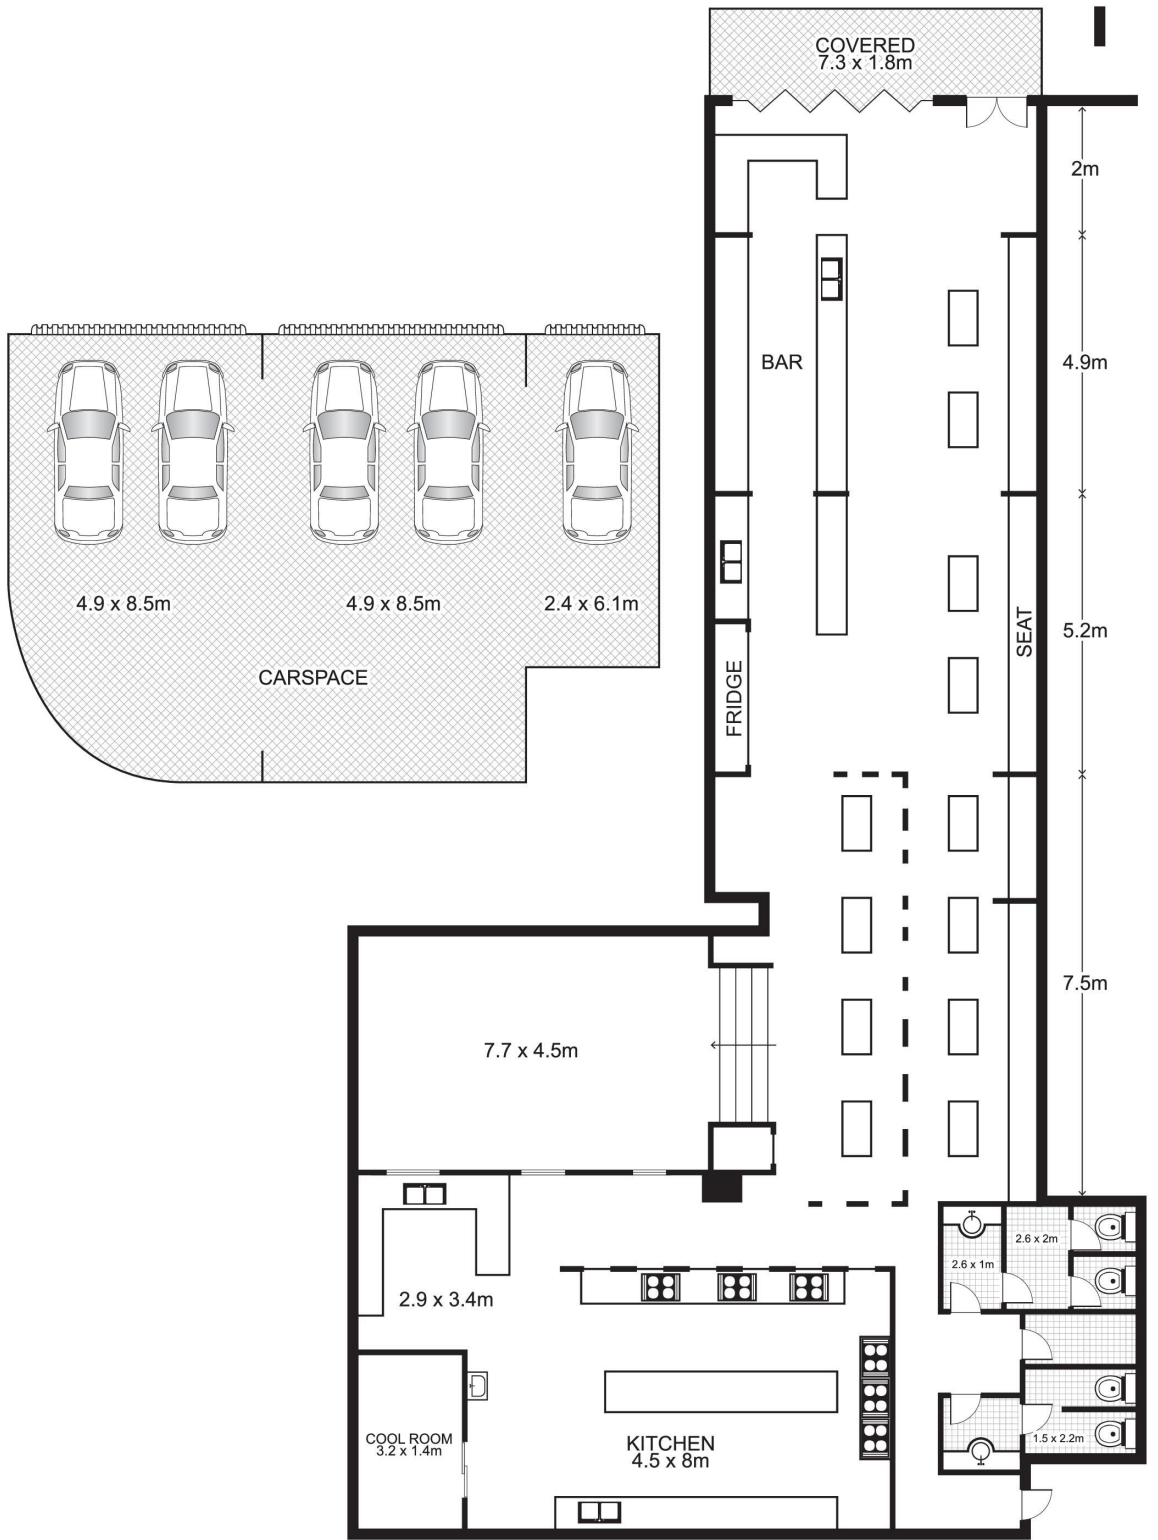 COVERED
7.3 x 1.8m
2m
BAR
4.9m
4.9 x 8.5m
4.9 x 8.5m
2.4 x 6.1m
CARSPACE
SEAT
5.2m
FRIDGE
7.5m
7.7 x 4.5m
2.6 x 2m
2.6 x 1m
2.9 x 3.4m
COOL ROOM
3.2 x 1.4m
KITCHEN
4.5 x 8m
1.5 x 2.2m